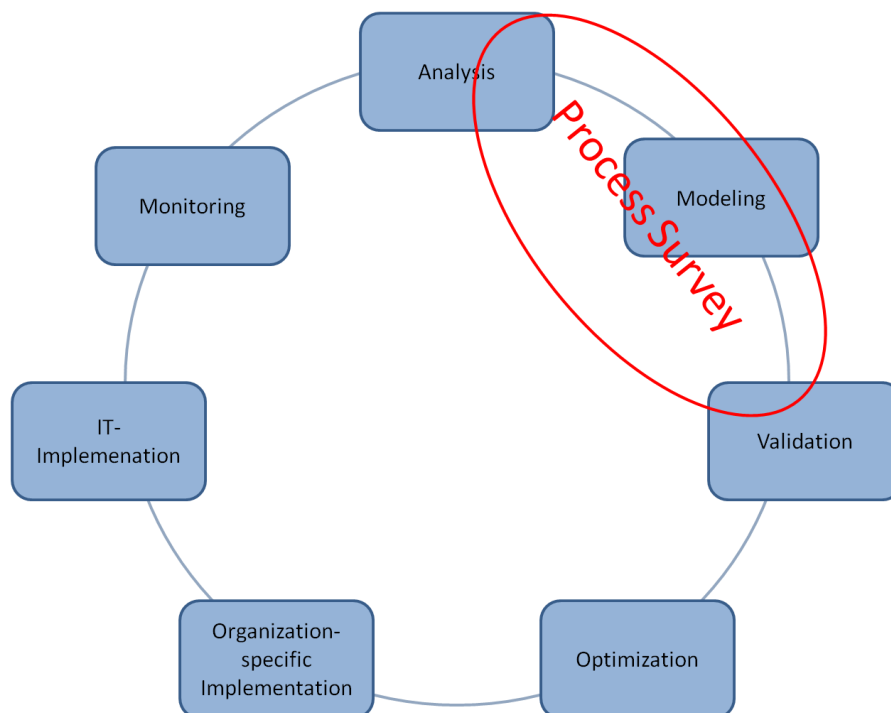 Analysis
Process Survey
Modeling
Monitoring
IT-
Implemenation
Validation
Organization-
specific
Implementation
Optimization